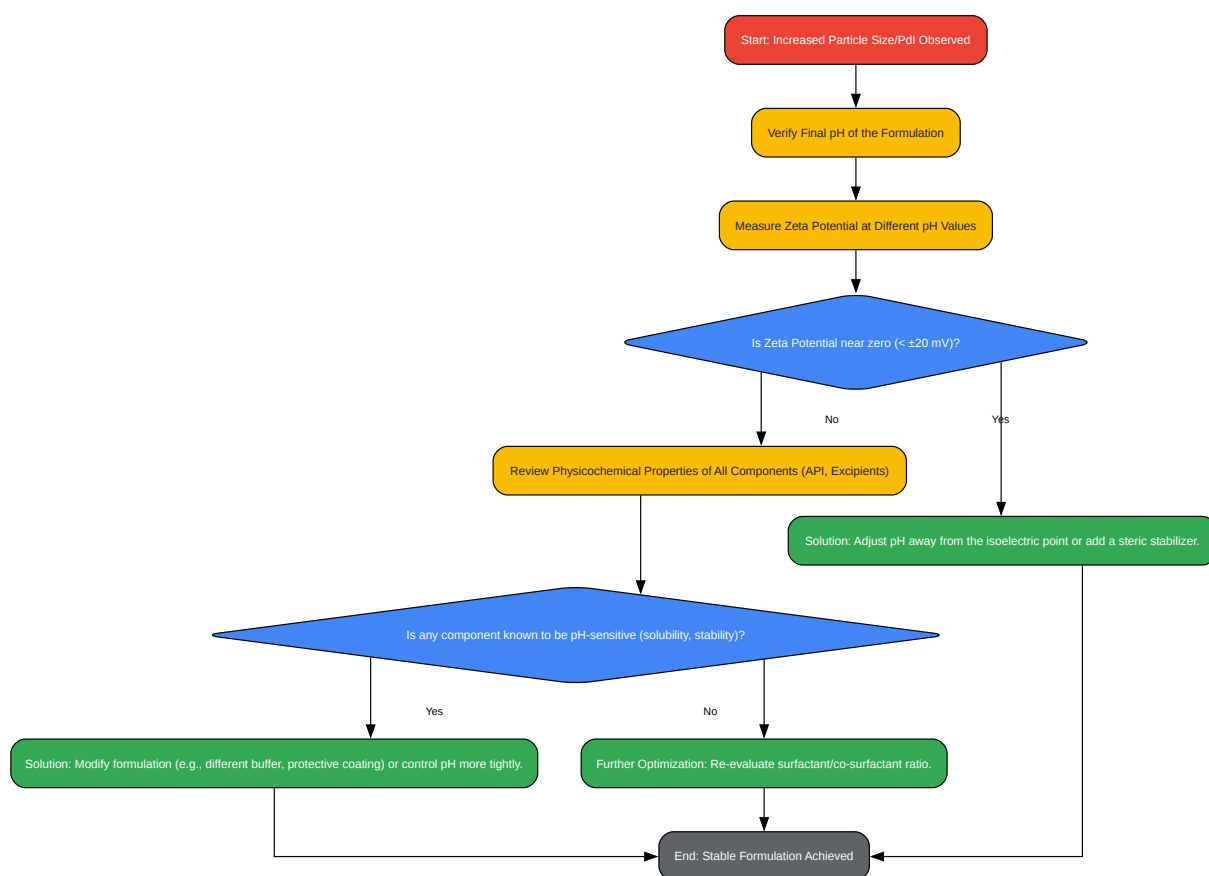 Start: Increased Particle Size/PdI Observed
Verify Final pH of the Formulation
Measure Zeta Potential at Different pH Values
Is Zeta Potential near zero (< ±20 mV)?
No
Yes
Review Physicochemical Properties of All Components (API, Excipients)
Solution: Adjust pH away from the isoelectric point or add a steric stabilizer.
Is any component known to be pH-sensitive (solubility, stability)?
Yes
No
Solution: Modify formulation (e.g., different buffer, protective coating) or control pH more tightly.
Further Optimization: Re-evaluate surfactant/co-surfactant ratio.
End: Stable Formulation Achieved